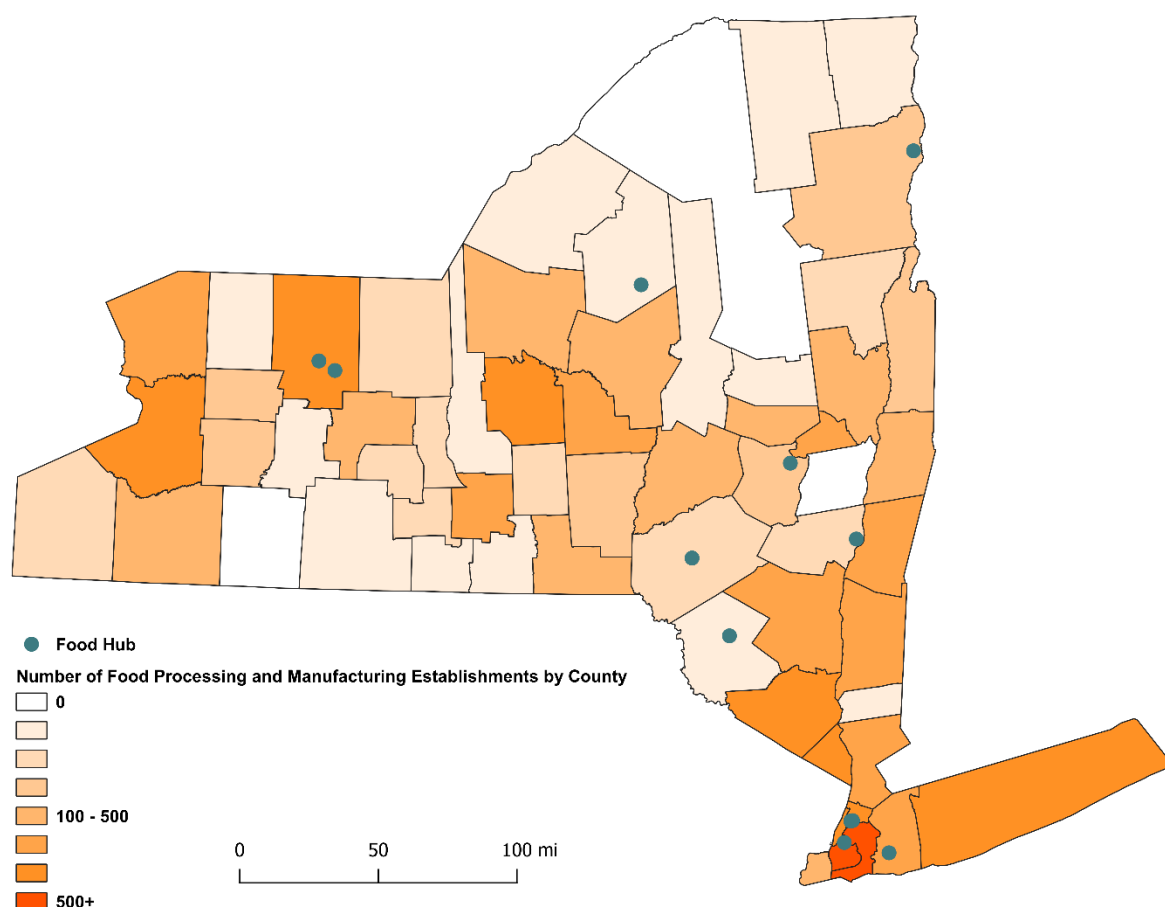 Food Hub
Number of Food Processing and Manufacturing Establishments by County
0
100 - 500
500+
0 50 100 mi